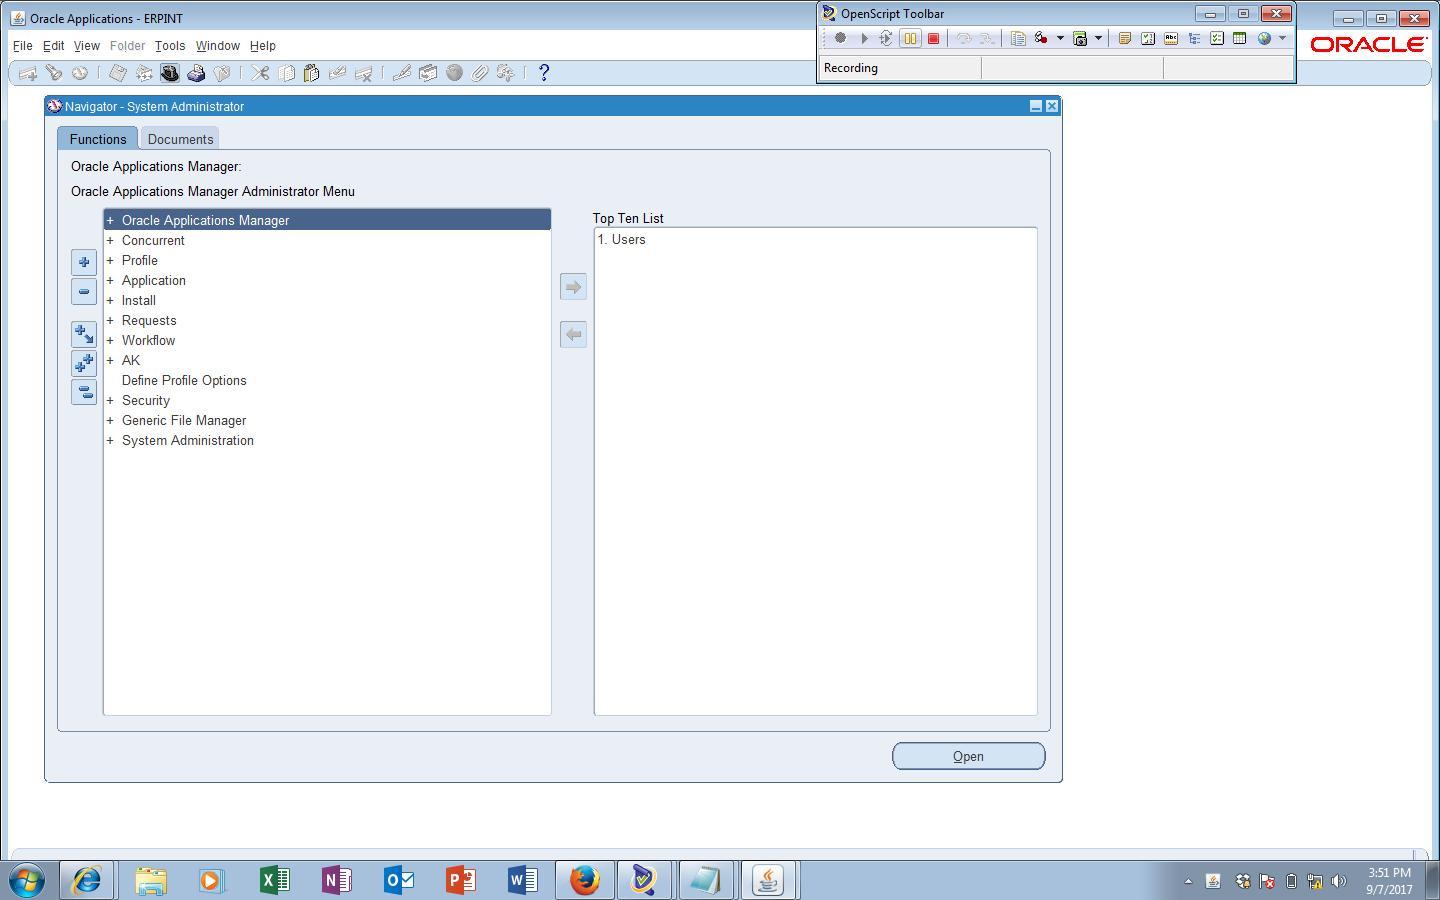 Oracle Applications - ERPINT
OpenScript Toolbar
File Edit View Folder Tools Window Help
ORACLE
Recording
Navigator - System Administrator
Functions Documents
Oracle Applications Manager:
Oracle Applications Manager Administrator Menu
Top Ten List
+ Oracle Applications Manager
+ Concurrent
+ Profile
+ Application
+ Install
+ Requests
+ Workflow
+ AK
Define Profile Options
+ Security
+ Generic File Manager
+ System Administration
1. Users
Open
3:51 PM
9/7/2017